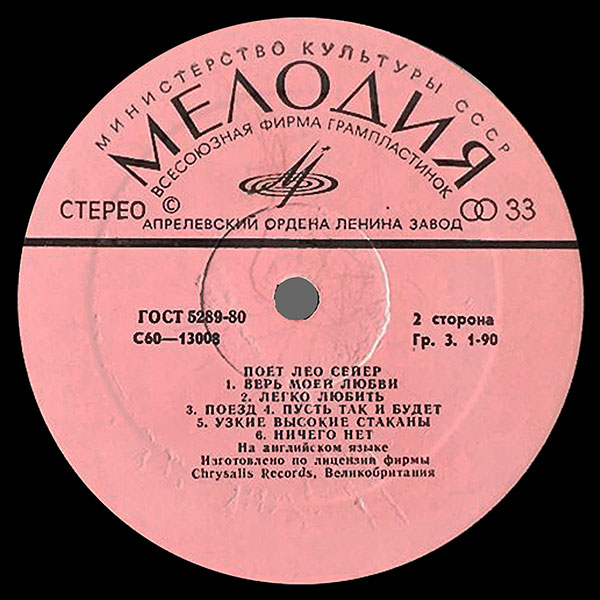 МИНИСТЕРСТВО КУЛЬТУРЫ СССР
МЕЛОДИЯ
ВСЕСОЮЗНАЯ ФИРМА ГРАМПЛАСТИНОК
СТЕРЕО © 33
АПРЕЛЕВСКИЙ ОРДЕНА ЛЕНИНА ЗАВОД
ГОСТ 5289-80
С60—13008
2 сторона
Гр. 3. 1-90
ПОЕТ ЛЕО СЕЙЕР
1. ВЕРЬ МОЕЙ ЛЮБВИ
2. ЛЕГКО ЛЮБИТЬ
3. ПОЕЗД 4. ПУСТЬ ТАК И БУДЕТ
5. УЗКИЕ ВЫСОКИЕ СТАКАНЫ
6. НИЧЕГО НЕТ
На английском языке
Изготовлено по лицензии фирмы
Chrysalis Records, Великобритания